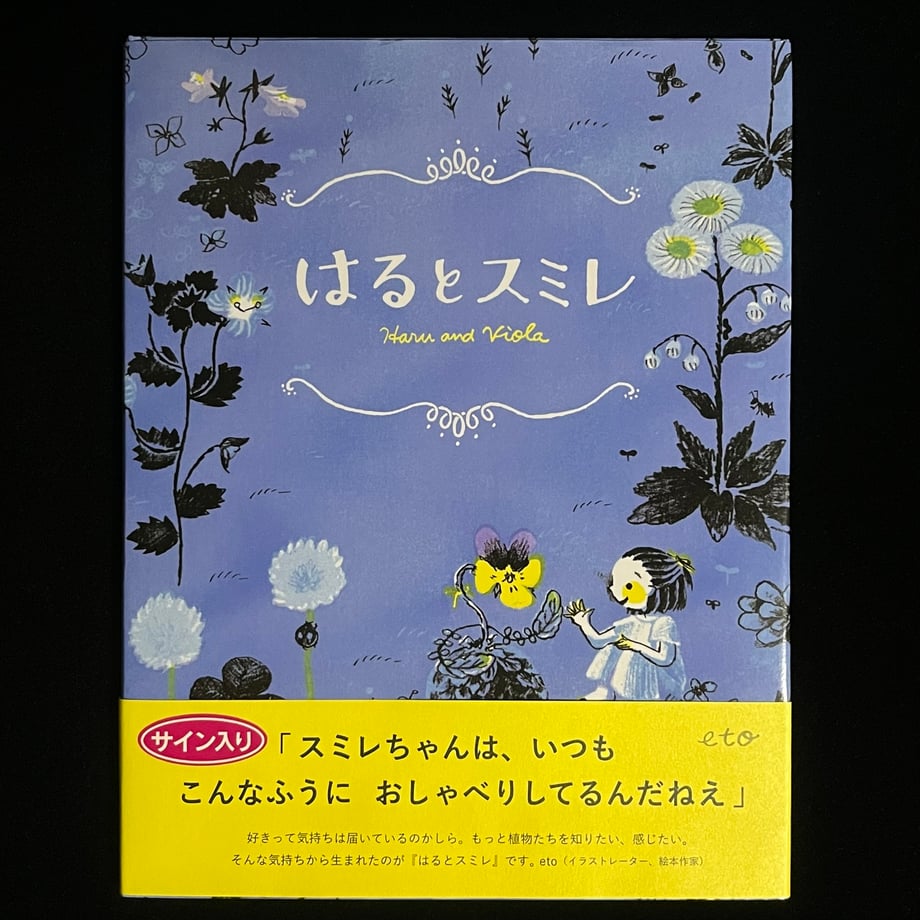 はるとスミレ
Haru and Viola
サイン入り
「スミレちゃんは、いつも
eto
こんなふうに おしゃべりしてるんだねえ」
好きって気持ちは届いているのかしら。もっと植物たちを知りたい、感じたい。
そんな気持ちから生まれたのが『はるとスミレ』です。eto（イラストレーター、絵本作家）